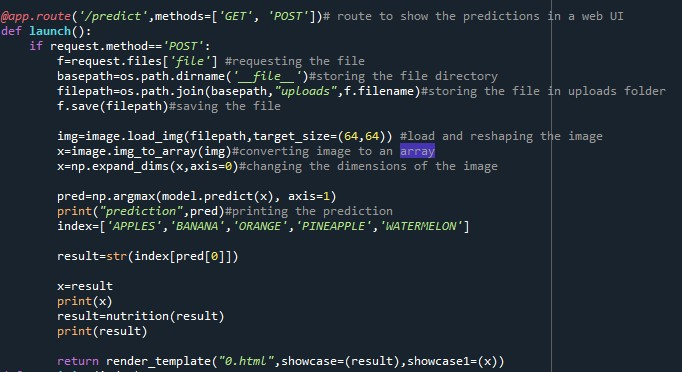 @app.route('/predict',methods=['GET', 'POST'])# route to show the predictions in a web UI
def launch():
    if request.method=='POST':
        f=request.files['file'] #requesting the file
        basepath=os.path.dirname('__file__')#storing the file directory
        filepath=os.path.join(basepath,"uploads",f.filename)#storing the file in uploads folder
        f.save(filepath)#saving the file

        img=image.load_img(filepath,target_size=(64,64)) #load and reshaping the image
        x=image.img_to_array(img)#converting image to an array
        x=np.expand_dims(x,axis=0)#changing the dimensions of the image

        pred=np.argmax(model.predict(x), axis=1)
        print("prediction",pred)#printing the prediction
        index=['APPLES','BANANA','ORANGE','PINEAPPLE','WATERMELON']

        result=str(index[pred[0]])

        x=result
        print(x)
        result=nutrition(result)
        print(result)

        return render_template("0.html",showcase=(result),showcase1=(x))